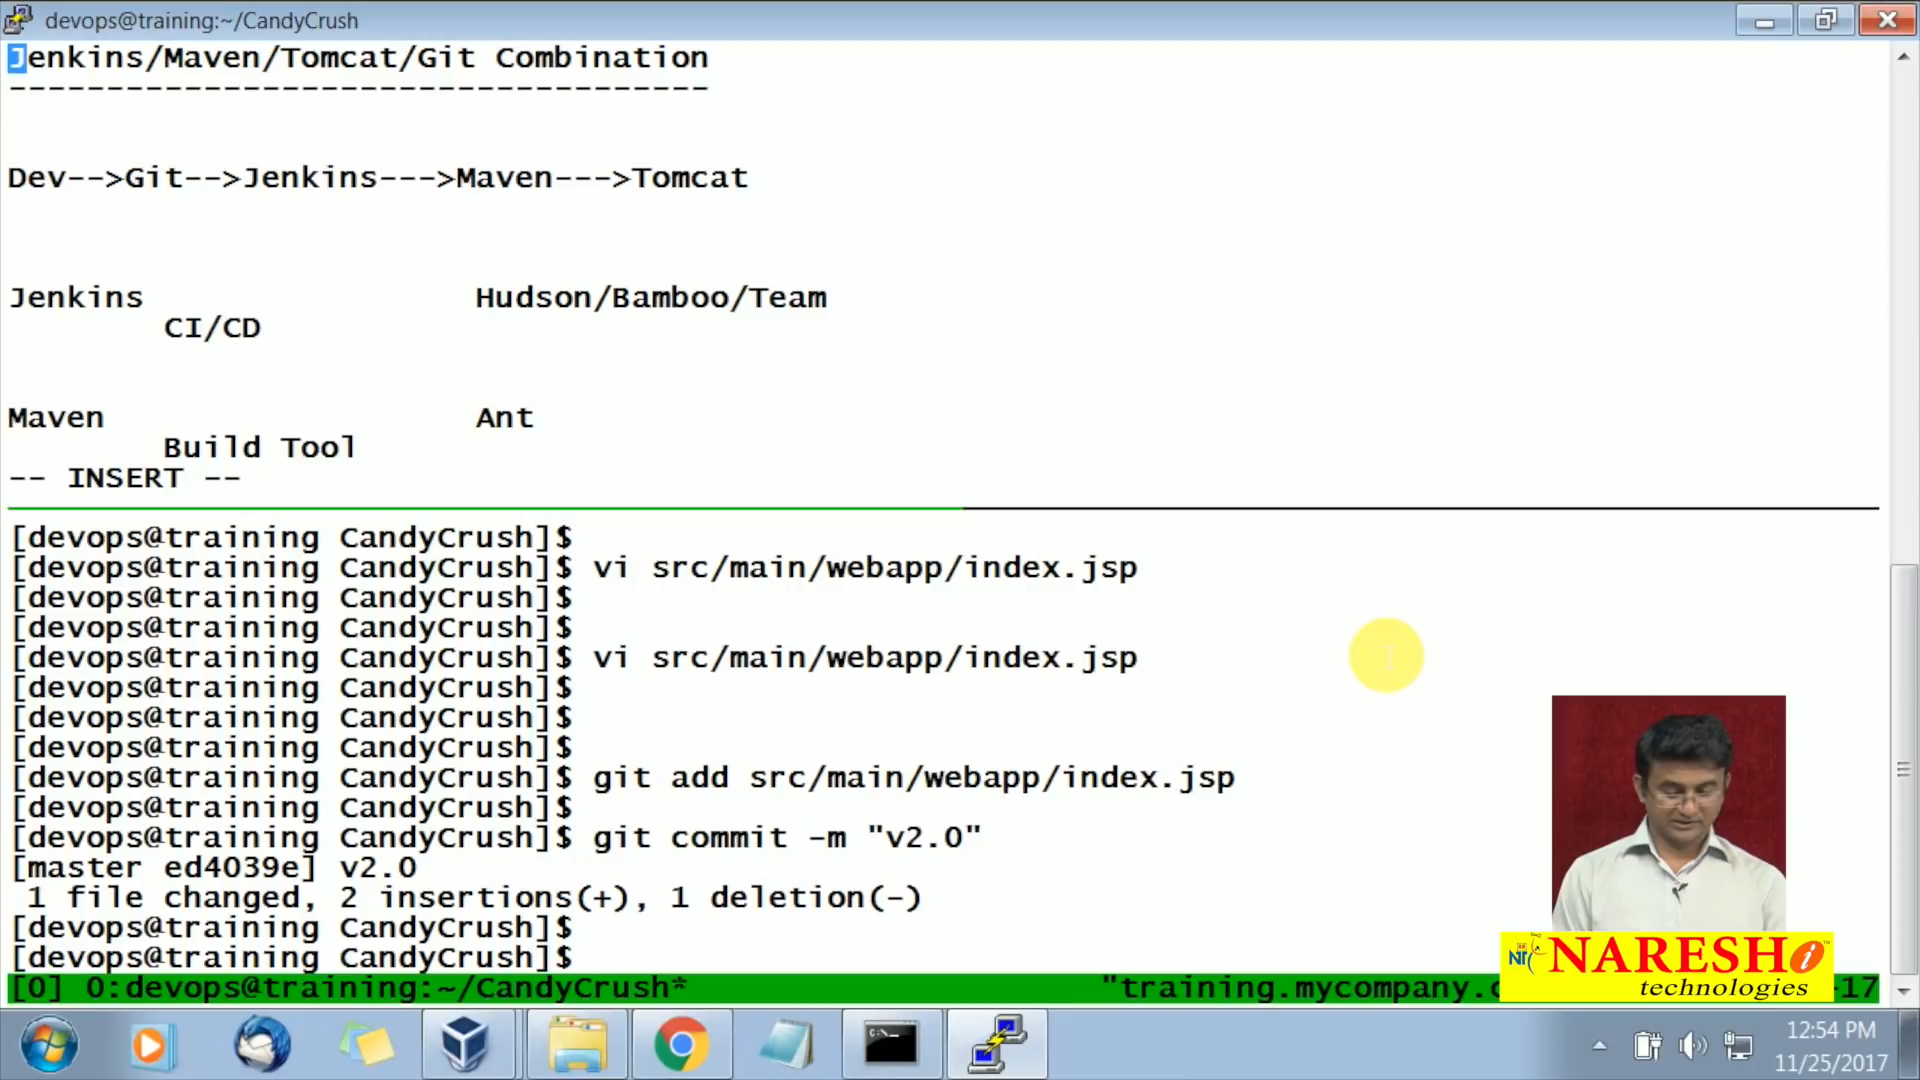 devops@training:~/CandyCrush
Jenkins/Maven/Tomcat/Git Combination
------------------------------------
Dev-->Git-->Jenkins--->Maven--->Tomcat
Jenkins Hudson/Bamboo/Team
CI/CD
Maven Ant
Build Tool
-- INSERT --
[devops@training CandyCrush]$
[devops@training CandyCrush]$ vi src/main/webapp/index.jsp
[devops@training CandyCrush]$
[devops@training CandyCrush]$
[devops@training CandyCrush]$ vi src/main/webapp/index.jsp
[devops@training CandyCrush]$
[devops@training CandyCrush]$
[devops@training CandyCrush]$
[devops@training CandyCrush]$ git add src/main/webapp/index.jsp
[devops@training CandyCrush]$
[devops@training CandyCrush]$ git commit -m "v2.0"
[master ed4039e] v2.0
1 file changed, 2 insertions(+), 1 deletion(-)
[devops@training CandyCrush]$
[devops@training CandyCrush]$
[0] 0:devops@training:~/CandyCrush* "training.mycompany. -17
NARESH i
technologies
12:54 PM
11/25/2017